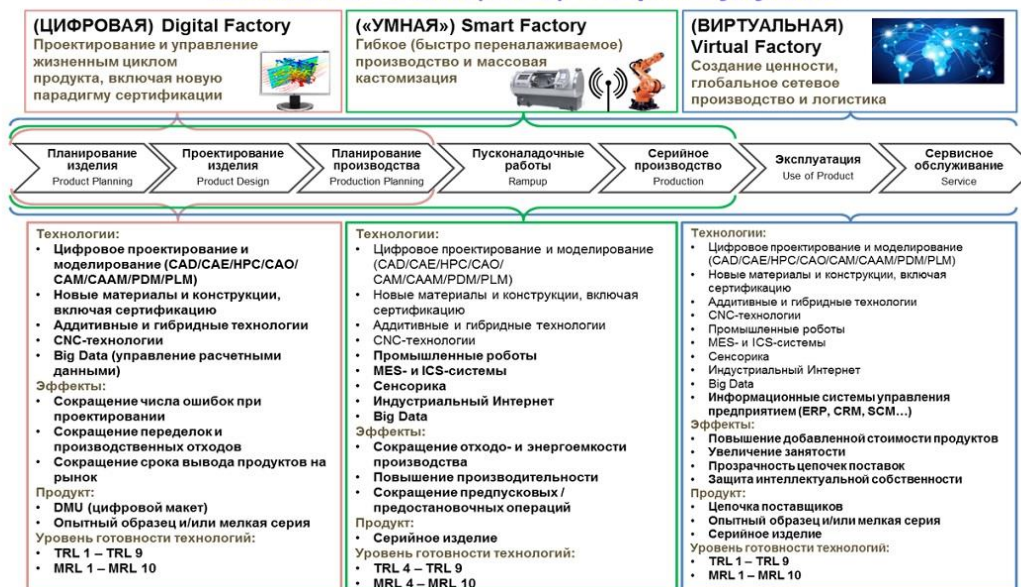 (ЦИФРОВАЯ) Digital Factory
Проектирование и управление
жизненным циклом
продукта, включая новую
парадигму сертификации
(«УМНАЯ») Smart Factory
Гибкое (быстро переналаживаемое)
производство и массовая
кастомизация
(ВИРТУАЛЬНАЯ)
Virtual Factory
Создание ценности,
глобальное сетевое
производство и логистика
Планирование
изделия
Product Planning
Проектирование
изделия
Product Design
Планирование
производства
Production Planning
Пусконаладочные
работы
Rampup
Серийное
производство
Production
Эксплуатация
Use of Product
Сервисное
обслуживание
Service
Технологии:
• Цифрового проектирование и
моделирование (CAD/CAE/HPC/CAO/
CAM/CAAM/PDM/PLM)
• Новые материалы и конструкции,
включая сертификацию
• Аддитивные и гибридные технологии
• CNC-технологии
• Big Data (управление расчетными
данными)
Эффекты:
• Сокращение числа ошибок при
проектировании
• Сокращение переделок и
производственных отходов
• Сокращение срока вывода продуктов на
рынок
Продукт:
• DMU (цифровой макет)
• Опытный образец и/или мелкая серия
Уровень готовности технологий:
• TRL 1 – TRL 9
• MRL 1 – MRL 10
Технологии:
• Цифровое проектирование и моделирование
(CAD/CAE/HPC/CAO/
CAM/CAAM/PDM/PLM)
• Новые материалы и конструкции, включая
сертификацию
• Аддитивные и гибридные технологии
• CNC-технологии
• Промышленные роботы
• MES- и ICS-системы
• Сенсорика
• Индустриальный Интернет
• Big Data
Эффекты:
• Сокращение отходо- и энергоемкости
производства
• Повышение производительности
• Сокращение предпусковых /
предостановочных операций
Продукт:
• Серийное изделие
Уровень готовности технологий:
• TRL 4 – TRL 9
• MRL 4 – MRL 10
Технологии:
• Цифровое проектирование и моделирование
(CAD/CAE/HPC/CAO/CAM/CAAM/PDM/PLM)
• Новые материалы и конструкции, включая
сертификацию
• Аддитивные и гибридные технологии
• CNC-технологии
• Промышленные роботы
• MES- и ICS-системы
• Сенсорика
• Индустриальный Интернет
• Big Data
• Информационные системы управления
предприятием (ERP, CRM, SCM...)
Эффекты:
• Повышение добавленной стоимости продуктов
• Увеличение занятости
• Прозрачность цепочек поставок
• Защита интеллектуальной собственности
Продукт:
• Цепочка поставщиков
• Опытный образец и/или мелкая серия
• Серийное изделие
Уровень готовности технологий:
• TRL 1 – TRL 9
• MRL 1 – MRL 10